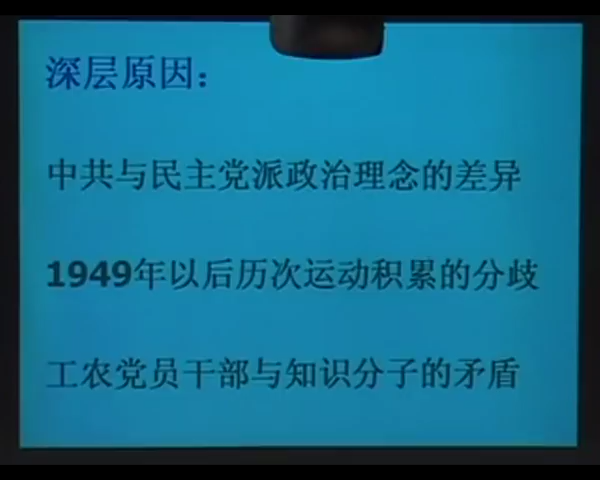 深层原因：
中共与民主党派政治理念的差异
1949年以后历次运动积累的分歧
工农党员干部与知识分子的矛盾